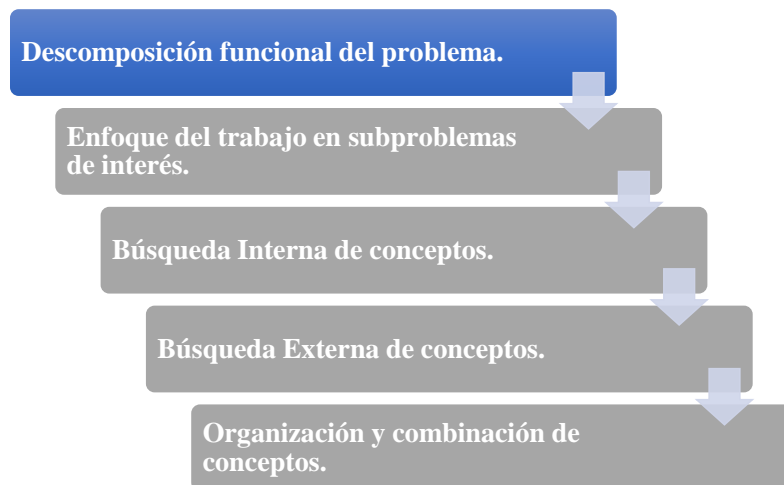 Descomposición funcional del problema.
Enfoque del trabajo en subproblemas
de interés.
Búsqueda Interna de conceptos.
Búsqueda Externa de conceptos.
Organización y combinación de
conceptos.